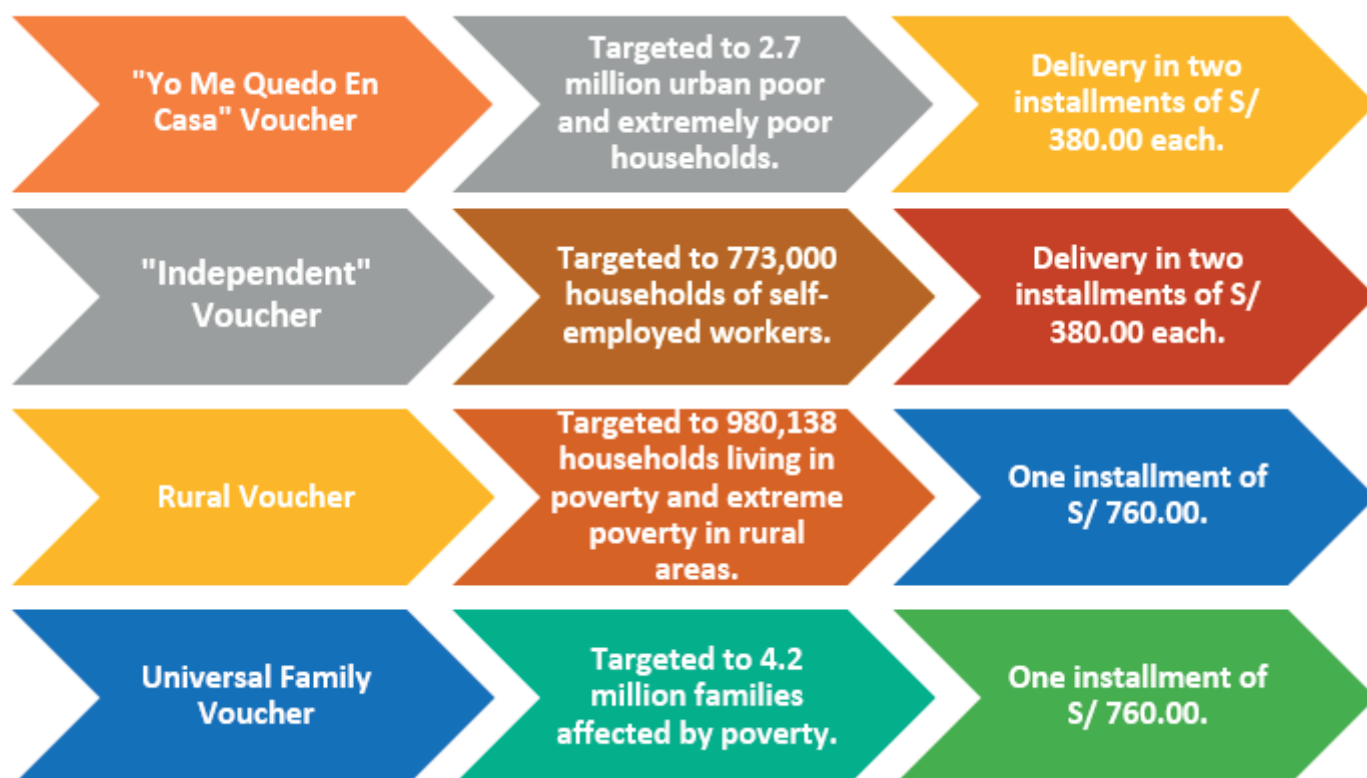 "Yo Me Quedo En
Casa" Voucher
Targeted to 2.7
million urban poor
and extremely poor
households.
Delivery in two
installments of S/
380.00 each.
"Independent"
Voucher
Targeted to 773,000
households of self-
employed workers.
Delivery in two
installments of S/
380.00 each.
Rural Voucher
Targeted to 980,138
households living in
poverty and extreme
poverty in rural
areas.
One installment of
S/ 760.00.
Universal Family
Voucher
Targeted to 4.2
million families
affected by poverty.
One installment of
S/ 760.00.